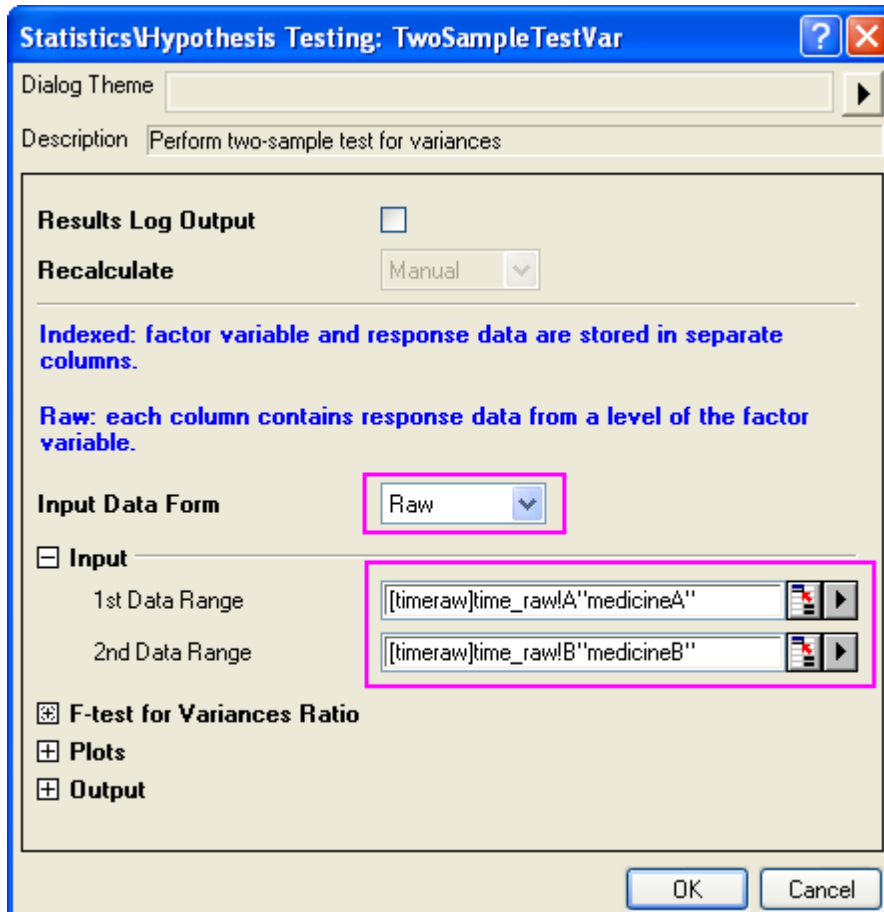 Statistics\Hypothesis Testing: TwoSampleTestVar
Dialog Theme
Description Perform two-sample test for variances
Results Log Output
Recalculate Manual
Indexed: factor variable and response data are stored in separate
columns.
Raw: each column contains response data from a level of the factor
variable.
Input Data Form Raw
Input
1st Data Range [timeraw]time_raw!A"medicineA"
2nd Data Range [timeraw]time_raw!B"medicineB"
F-test for Variances Ratio
Plots
Output
OK Cancel